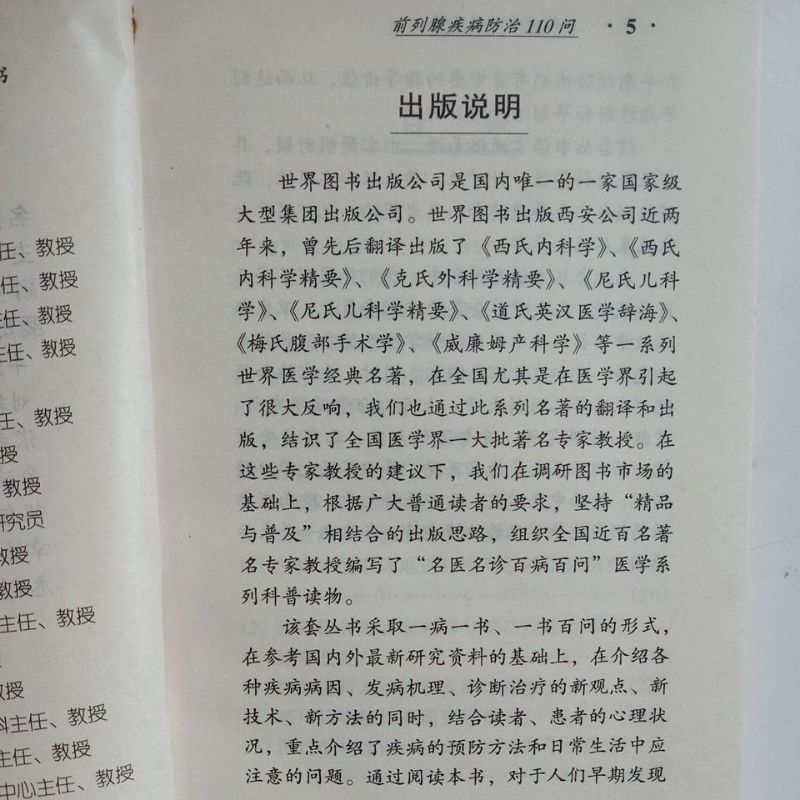 书
任、教授
任、教授
主任、教授
主任、教授
任、教授
授
教授
研究员
教授
教授
主任、教授
教授
科主任、教授
主任、教授
中心主任、教授
前列腺疾病防治110问 ·5·
出版说明
世界图书出版公司是国内唯一的一家国家级
大型集团出版公司。世界图书出版西安公司近两
年来，曾先后翻译出版了《西氏内科学》、《西氏
内科学精要》、《克氏外科学精要》、《尼氏儿科
学》、《尼氏儿科学精要》、《道氏英汉医学辞海》、
《梅氏腹部手术学》、《威廉姆产科学》等一系列
世界医学经典名著，在全国尤其是在医学界引起
了很大反响，我们也通过此系列名著的翻译和出
版，结识了全国医学界一大批著名专家教授。在
这些专家教授的建议下，我们在调研图书市场的
基础上，根据广大普通读者的要求，坚持“精品
与普及”相结合的出版思路，组织全国近百名著
名专家教授编写了“名医名诊百病百问”医学系
列科普读物。
该套丛书采取一病一书、一书百问的形式，
在参考国内外最新研究资料的基础上，在介绍各
种疾病病因、发病机理、诊断治疗的新观点、新
技术、新方法的同时，结合读者、患者的心理状
况，重点介绍了疾病的预防方法和日常生活中应
注意的问题。通过阅读本书，对于人们早期发现